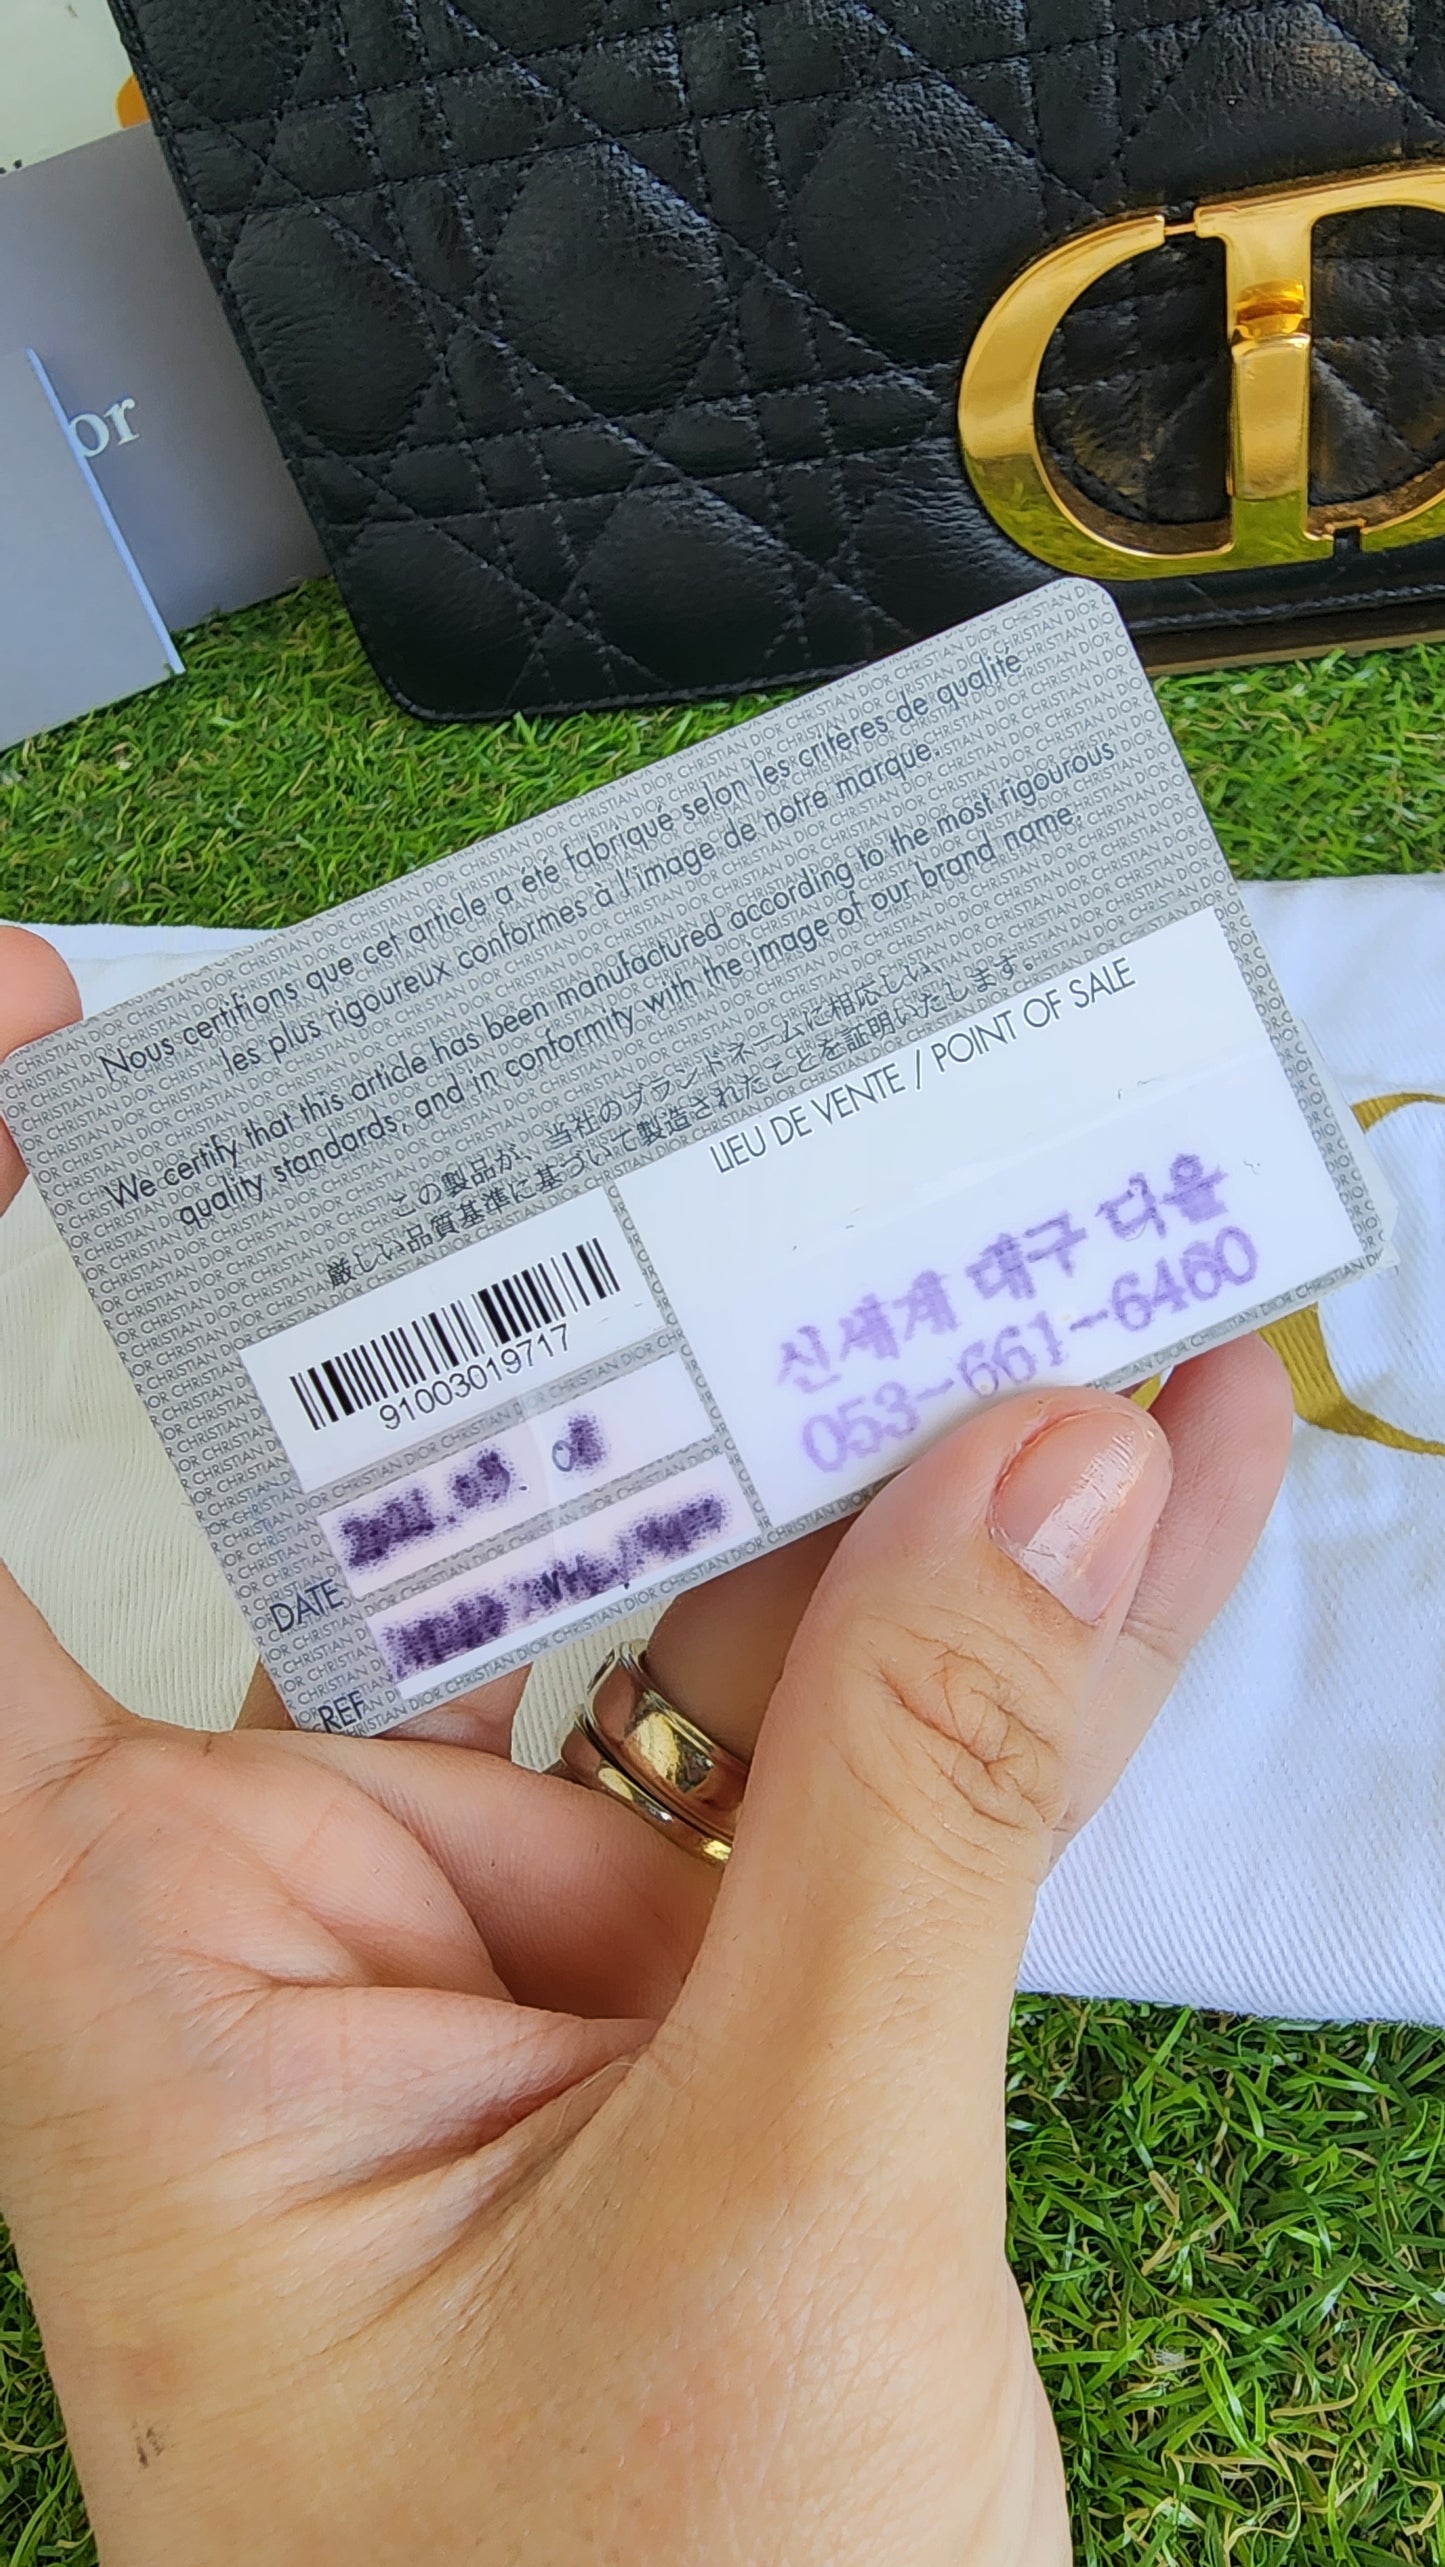 or
Nous certifions que cet article a été fabriqué selon les critères de qualité
les plus rigoureux conformes à l'image de notre marque.
We certify that this article has been manufactured according to the most rigourous
quality standards, and in conformity with the image of our brand name.
この製品が、当社のブランドネームに相応しい、
厳しい品質基準に基づいて製造されたことを証明いたします。
LIEU DE VENTE / POINT OF SALE
신세계 대구 디올
053-661-6460
91003019717
DATE
REF
CHRISTIAN DIOR